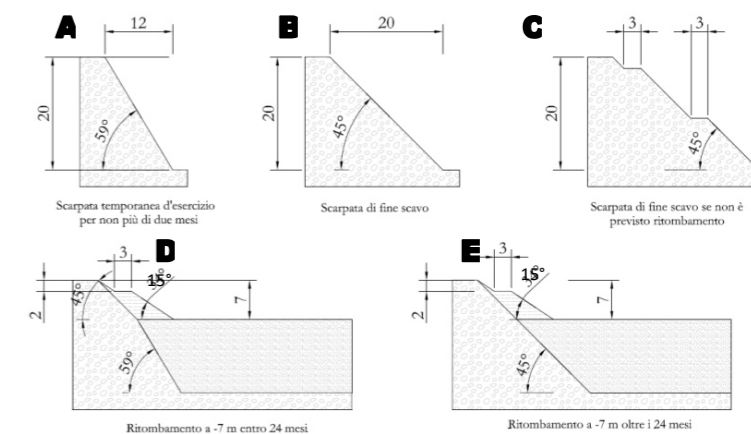 A
12
20
59°
Scarpata temporanea d'esercizio
per non più di due mesi
B
20
20
45°
Scarpata di fine scavo
C
3
3
20
45°
Scarpata di fine scavo se non è
previsto ritombamento
D
3
15°
45°
2
7
59°
Ritombamento a -7 m entro 24 mesi
E
3
15°
2
7
45°
Ritombamento a -7 m oltre i 24 mesi